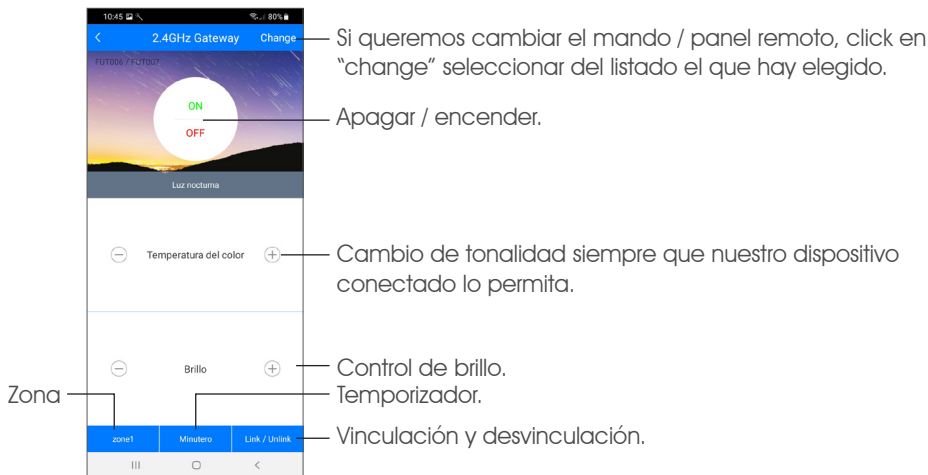 10:45 80%
2.4GHz Gateway Change
Si queremos cambiar el mando / panel remoto, click en
“change” seleccionar del listado el que hay elegido.
FUT006 / FUT007
ON
OFF
Apagar / encender.
Luz nocturna
Temperatura del color
Cambio de tonalidad siempre que nuestro dispositivo
conectado lo permita.
Brillo
Control de brillo.
Zona
Temporizador.
zone1 Minutero Link / Unlink
Vinculación y desvinculación.